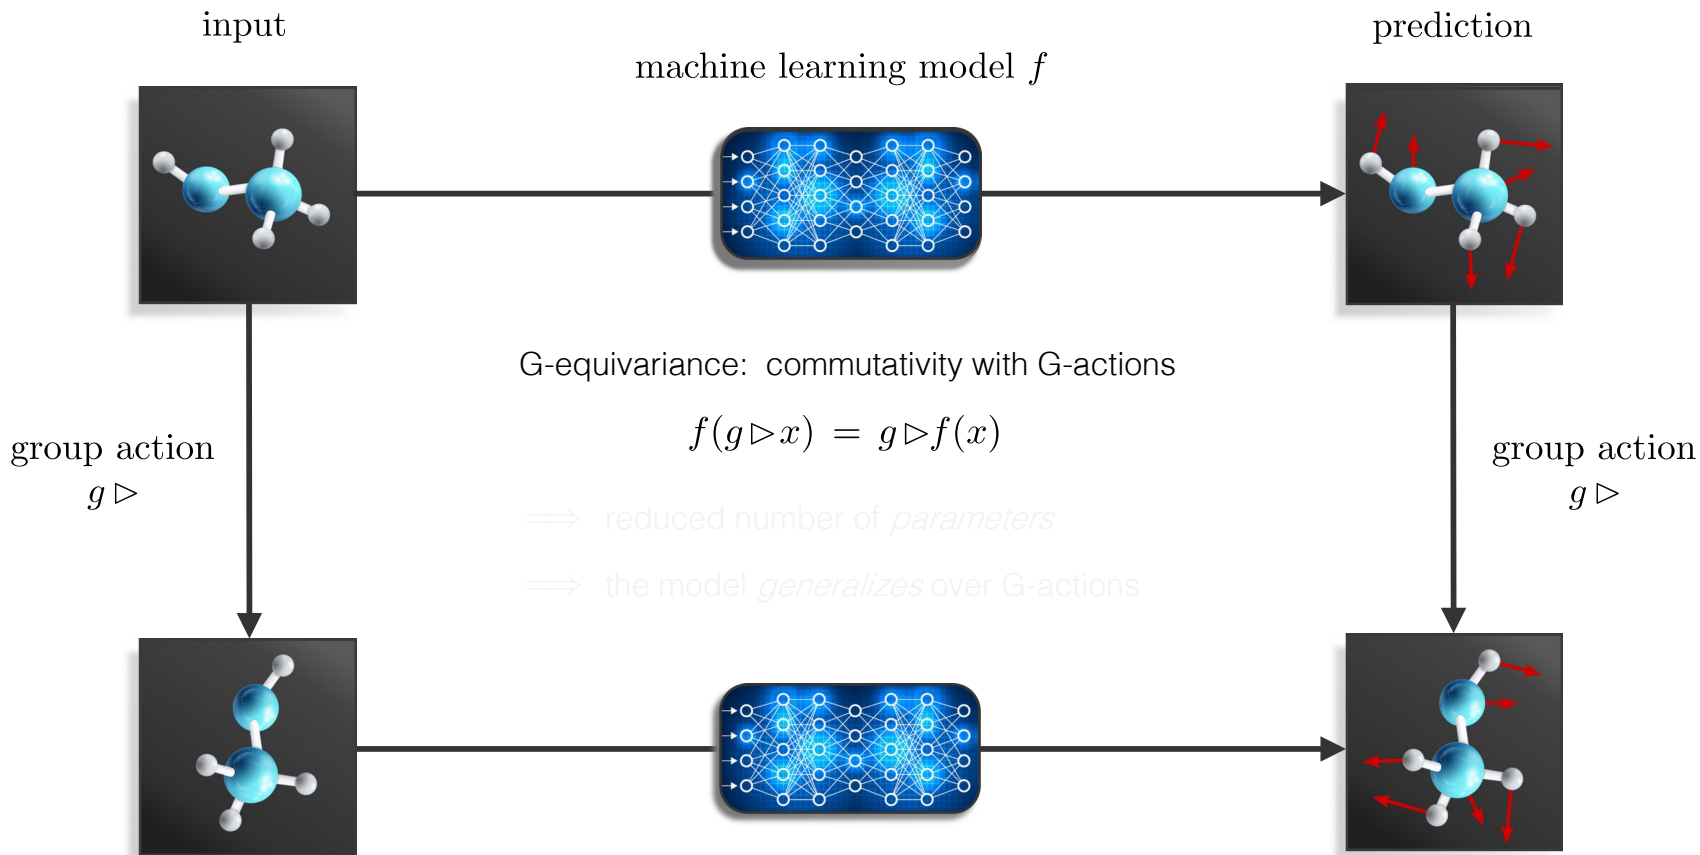 input
prediction
machine learning model f
G-equivariance: commutativity with G-actions
f(g ▷ x) = g ▷ f(x)
group action
g ▷
group action
g ▷
⟹ reduced number of parameters
⟹ the model generalizes over G-actions